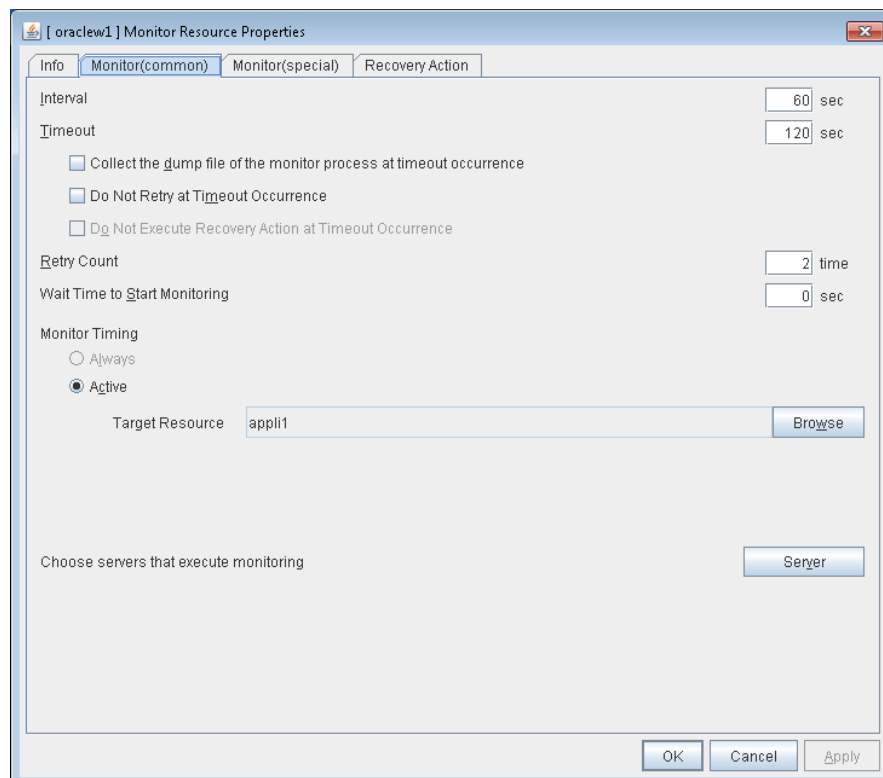 [ oraclew1 ] Monitor Resource Properties
Info Monitor(common) Monitor(special) Recovery Action
Interval 60 sec
Timeout 120 sec
Collect the dump file of the monitor process at timeout occurrence
Do Not Retry at Timeout Occurrence
Do Not Execute Recovery Action at Timeout Occurrence
Retry Count 2 time
Wait Time to Start Monitoring 0 sec
Monitor Timing
Always
Active
Target Resource appli1 Browse
Choose servers that execute monitoring Server
OK Cancel Apply